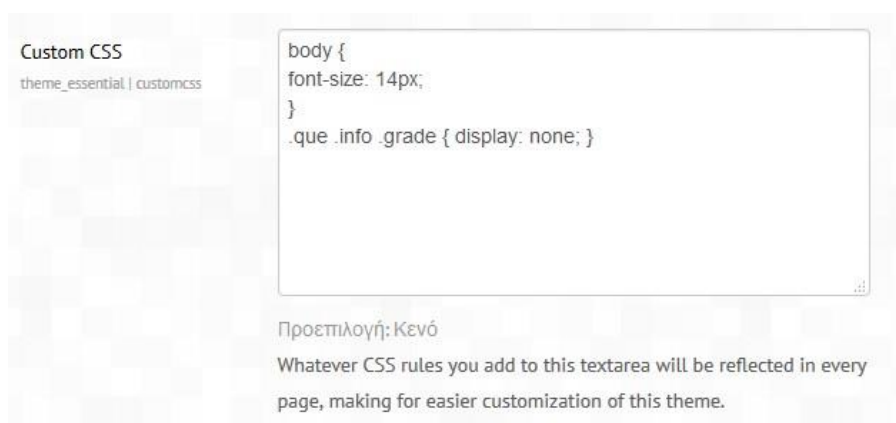 Custom CSS
theme_essential | customcss
body {
font-size: 14px;
}
.que .info .grade { display: none; }
Προεπιλογή: Κενό
Whatever CSS rules you add to this textarea will be reflected in every
page, making for easier customization of this theme.